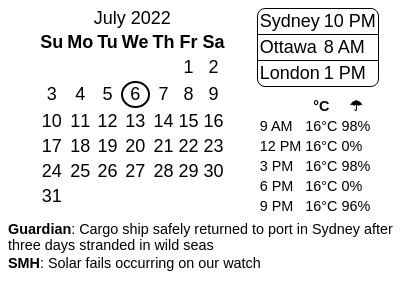 July 2022
Su Mo Tu We Th Fr Sa
1 2
3 4 5 6 7 8 9
10 11 12 13 14 15 16
17 18 19 20 21 22 23
24 25 26 27 28 29 30
31
Sydney 10 PM
Ottawa 8 AM
London 1 PM
°C ☂
9 AM 16°C 98%
12 PM 16°C 0%
3 PM 16°C 98%
6 PM 16°C 0%
9 PM 16°C 96%
Guardian: Cargo ship safely returned to port in Sydney after
three days stranded in wild seas
SMH: Solar fails occurring on our watch